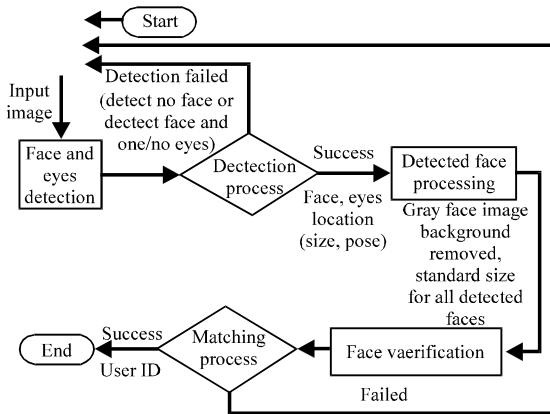 Start
Detection failed
(detect no face or
dectect face and
one/no eyes)
Input
image
Face and
eyes
detection
Dectection
process
Success
Face, eyes
location
(size, pose)
Detected face
processing
Gray face image
background
removed,
standard size
for all detected
faces
Face vaerification
Matching
process
Success
User ID
End
Failed